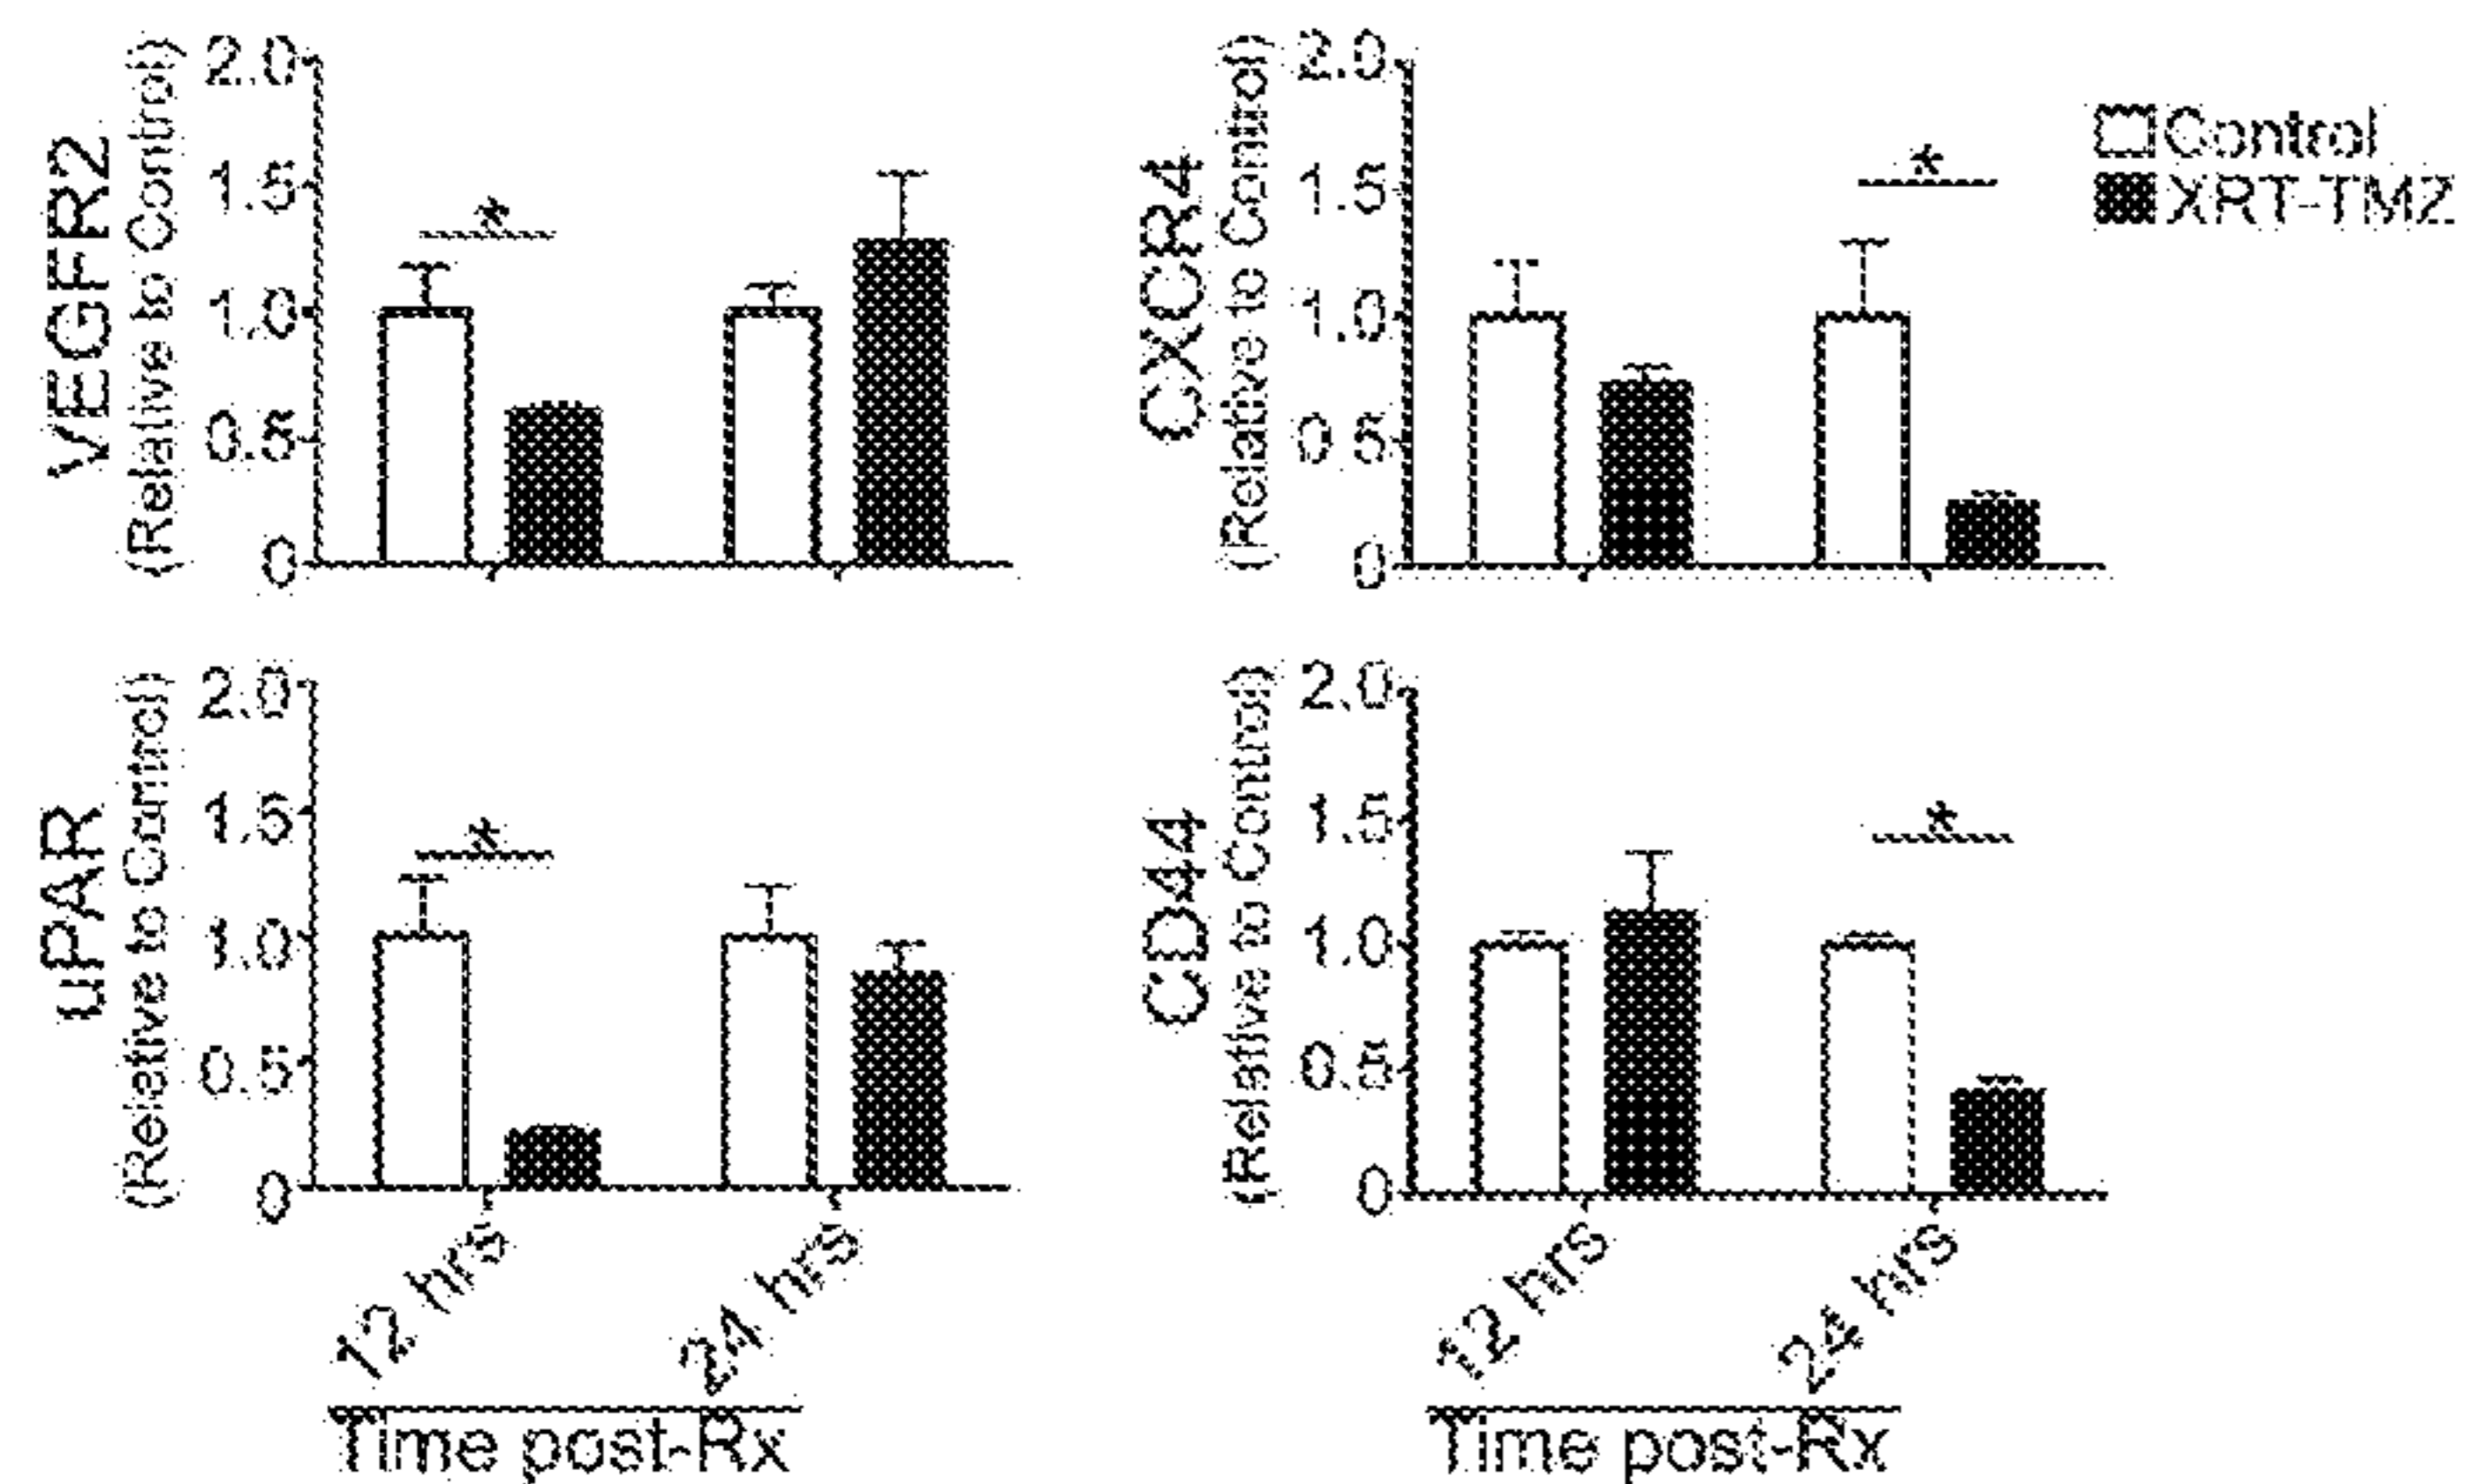 VEGFR2
(Relative to Control)
2.0
1.5
1.0
0.5
0
*
CXCR4
(Relative to Control)
2.0
1.5
1.0
0.5
0
*
Control
XRT-TMZ
uPAR
(Relative to Control)
2.0
1.5
1.0
0.5
0
*
12 hrs
24 hrs
Time post-Rx
CD44
(Relative to Control)
2.0
1.5
1.0
0.5
0
*
12 hrs
24 hrs
Time post-Rx